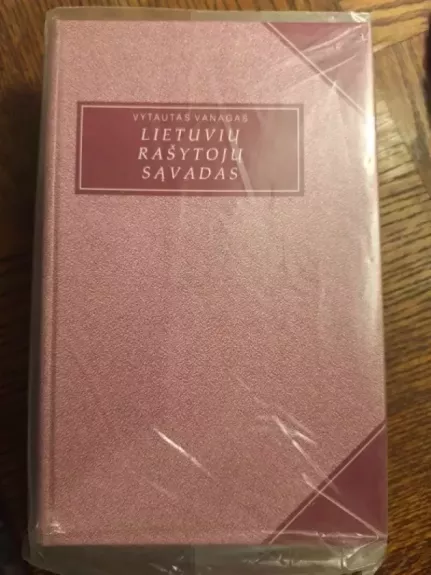 VYTAUTAS VANAGAS
LIETUVIŲ
RAŠYTOJŲ
SĄVADAS